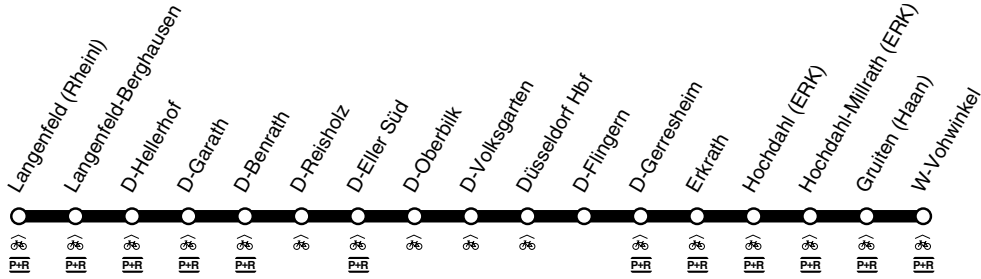 Langenfeld (Rheinl)
Langenfeld-Berghausen
D-Hellerhof
D-Garath
D-Benrath
D-Reisholz
D-Eller Süd
D-Oberbilk
D-Volksgarten
Düsseldorf Hbf
D-Flingern
D-Gerresheim
Erkrath
Hochdahl (ERK)
Hochdahl-Millrath (ERK)
Gruiten (Haan)
W-Vohwinkel
P+R P+R P+R P+R P+R P+R P+R P+R P+R P+R P+R P+R